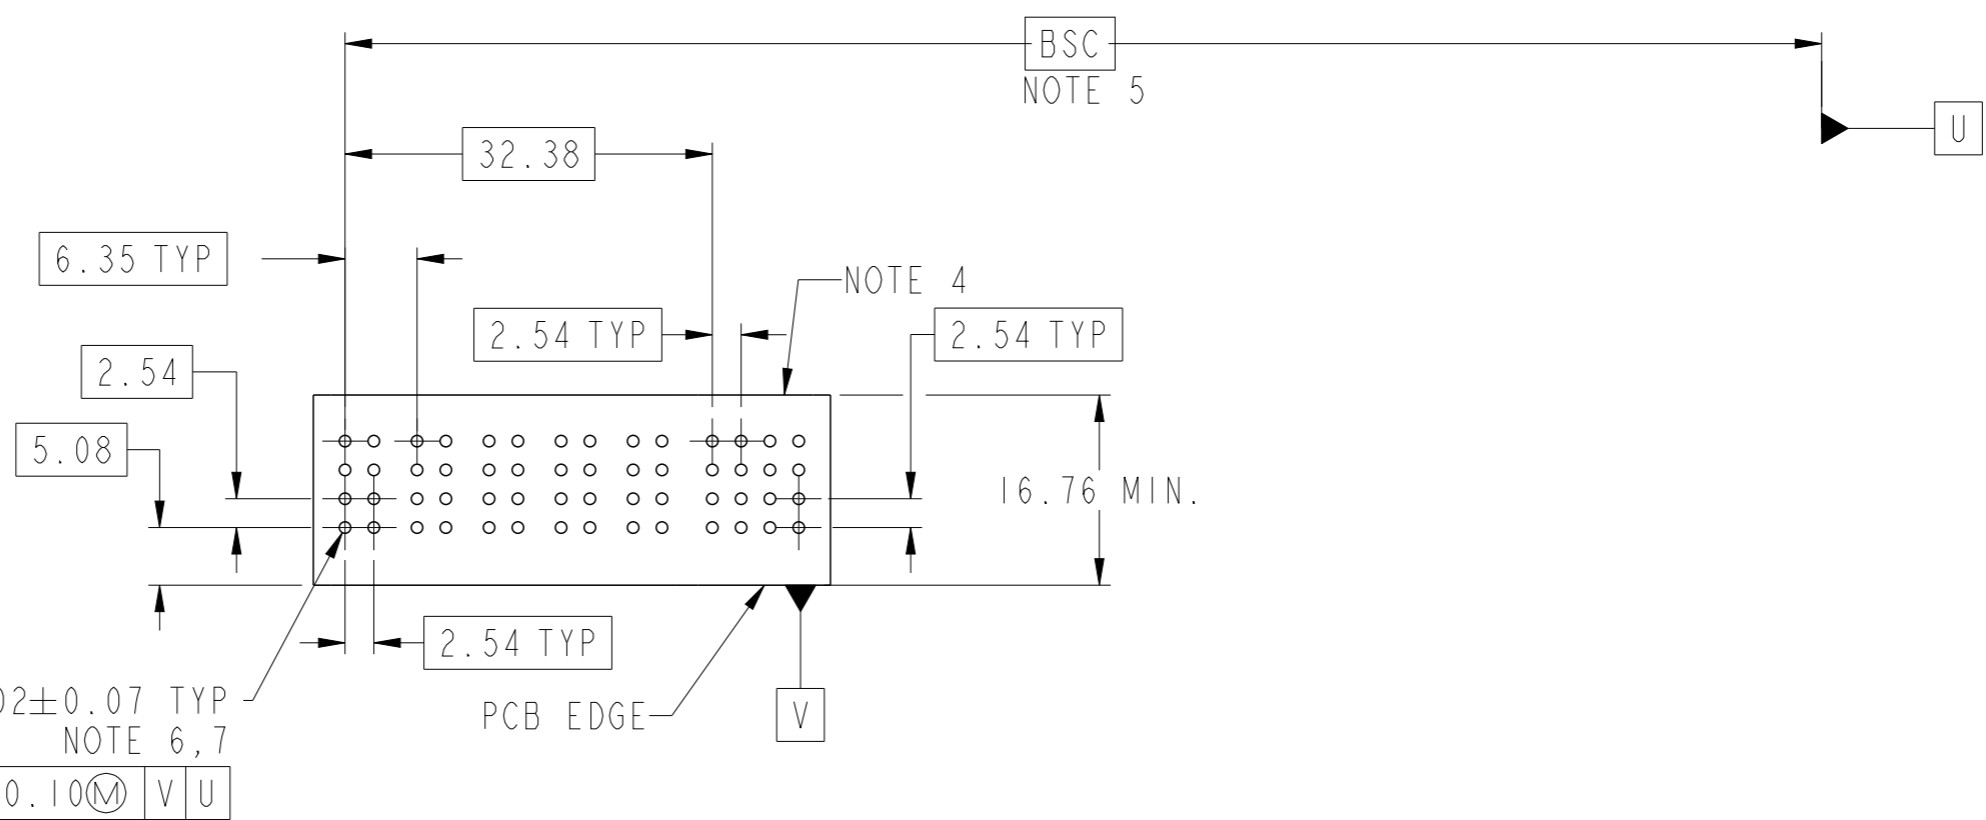 BSC
NOTE 5
U
32.38
6.35 TYP
NOTE 4
2.54 TYP
2.54 TYP
2.54
5.08
16.76 MIN.
2.54 TYP
02±0.07 TYP
NOTE 6,7
PCB EDGE
V
0.10Ⓜ V U